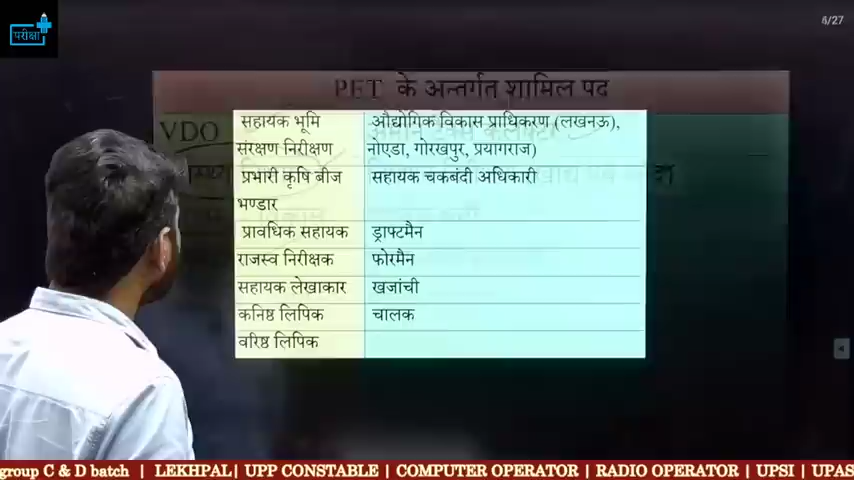 परीक्षा
6/27
PET के अन्तर्गत शामिल पद
VDO
सहायक भूमि संरक्षण निरीक्षण
औद्योगिक विकास प्राधिकरण (लखनऊ), नोएडा, गोरखपुर, प्रयागराज)
प्रभारी कृषि बीज भण्डार
सहायक चकबंदी अधिकारी
प्रावधिक सहायक
ड्राफ्टमैन
राजस्व निरीक्षक
फोरमैन
सहायक लेखाकार
खजांची
कनिष्ठ लिपिक
चालक
वरिष्ठ लिपिक
group C & D batch | LEKHPAL| UPP CONSTABLE | COMPUTER OPERATOR | RADIO OPERATOR | UPSI | UPAS